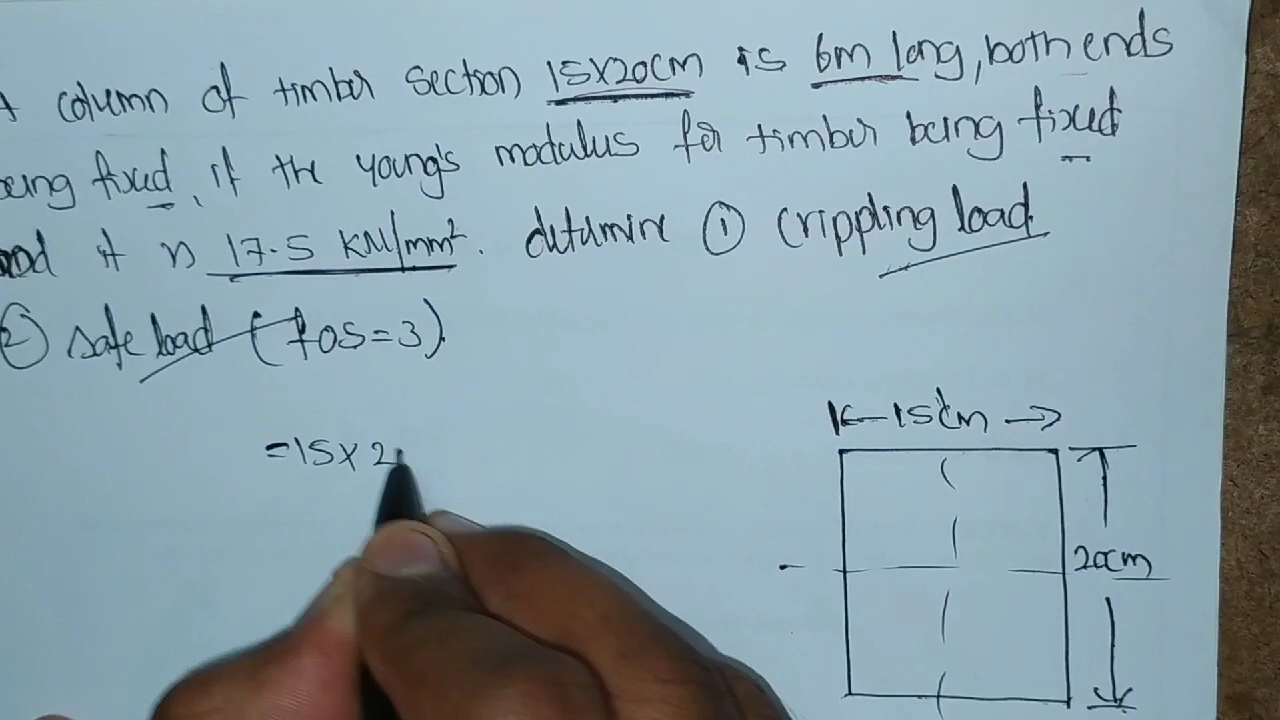 column of timber section 15x20cm is 6m long, both ends
being fixed, if the young's modulus for timber being fixed
it is 17.5 KN/mm². determine ① crippling load
② safe load (fos=3).
=15x2
15cm
20cm